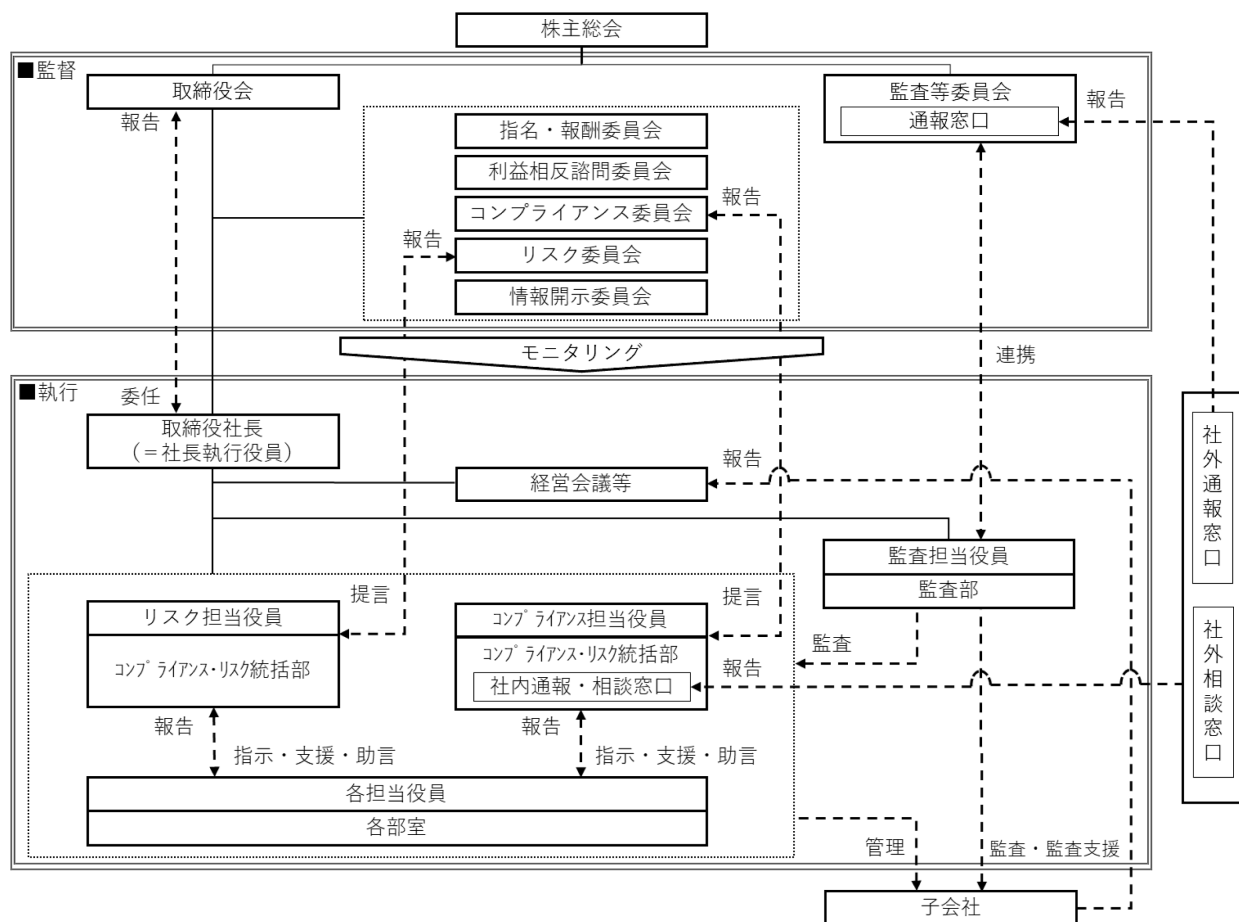 株主総会
■監督
取締役会
監査等委員会
通報窓口
報告
報告
指名・報酬委員会
利益相反諮問委員会
コンプライアンス委員会
報告
リスク委員会
報告
情報開示委員会
モニタリング
連携
■執行
委任
取締役社長
（＝社長執行役員）
経営会議等
報告
社外通報窓口
監査担当役員
監査部
リスク担当役員
コンプライアンス・リスク統括部
提言
コンプライアンス担当役員
コンプライアンス・リスク統括部
社内通報・相談窓口
提言
監査
報告
社外相談窓口
報告
指示・支援・助言
報告
指示・支援・助言
各担当役員
各部室
管理
監査・監査支援
子会社